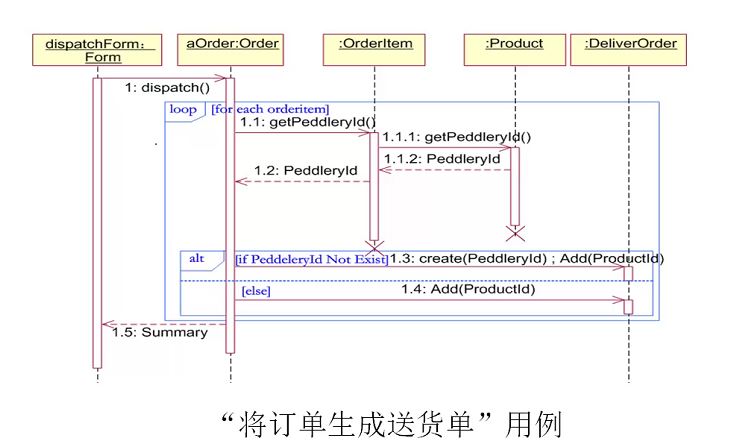 dispatchForm:
Form
aOrder:Order
:OrderItem
:Product
:DeliverOrder
1: dispatch()
loop
[for each orderitem]
1.1: getPeddleryId()
1.1.1: getPeddleryId()
1.1.2: PeddleryId
1.2: PeddleryId
alt
[if PeddeleryId Not Exist]
1.3: create(PeddleryId) ; Add(ProductId)
[else]
1.4: Add(ProductId)
1.5: Summary
“将订单生成送货单”用例